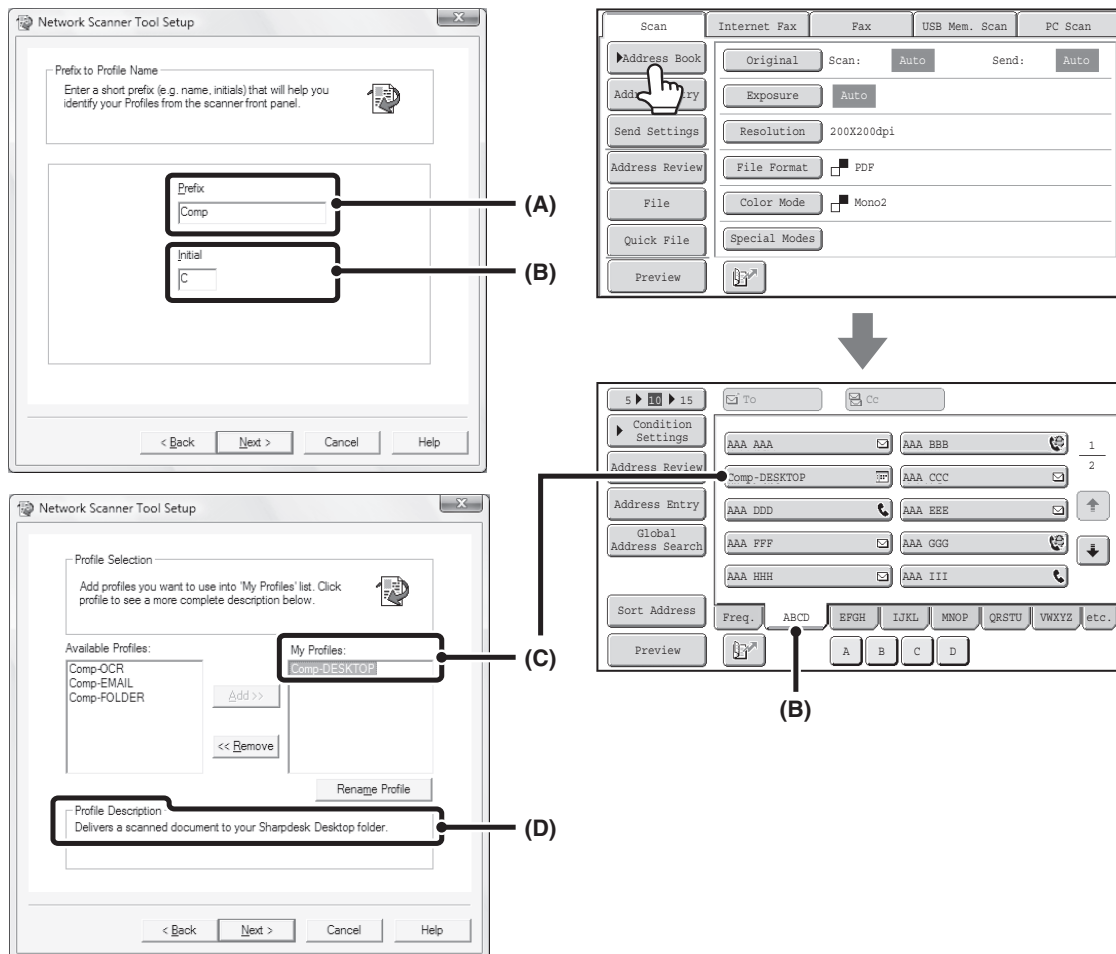 Network Scanner Tool Setup
Prefix to Profile Name
Enter a short prefix (e.g. name, initials) that will help you
identify your Profiles from the scanner front panel.
Prefix
Comp
(A)
Initial
C
(B)
< Back
Next >
Cancel
Help
Network Scanner Tool Setup
Profile Selection
Add profiles you want to use into 'My Profiles' list. Click
profile to see a more complete description below.
Available Profiles:
Comp-OCR
Comp-EMAIL
Comp-FOLDER
Add >>
<< Remove
My Profiles:
Comp-DESKTOP
(C)
Rename Profile
Profile Description
Delivers a scanned document to your Sharpdesk Desktop folder.
(D)
< Back
Next >
Cancel
Help
Scan
Internet Fax
Fax
USB Mem. Scan
PC Scan
Address Book
Original
Scan:
Auto
Send:
Auto
Exposure
Auto
Send Settings
Resolution
200X200dpi
Address Review
File Format
PDF
File
Color Mode
Mono2
Quick File
Special Modes
Preview
5
10
15
To
Cc
Condition
Settings
Address Review
Address Entry
Global
Address Search
Sort Address
Preview
AAA AAA
AAA BBB
Comp-DESKTOP
AAA CCC
AAA DDD
AAA EEE
AAA FFF
AAA GGG
AAA HHH
AAA III
1
2
Freq.
ABCD
EFGH
IJKL
MNOP
QRSTU
VWXYZ
etc.
A
B
C
D
(B)